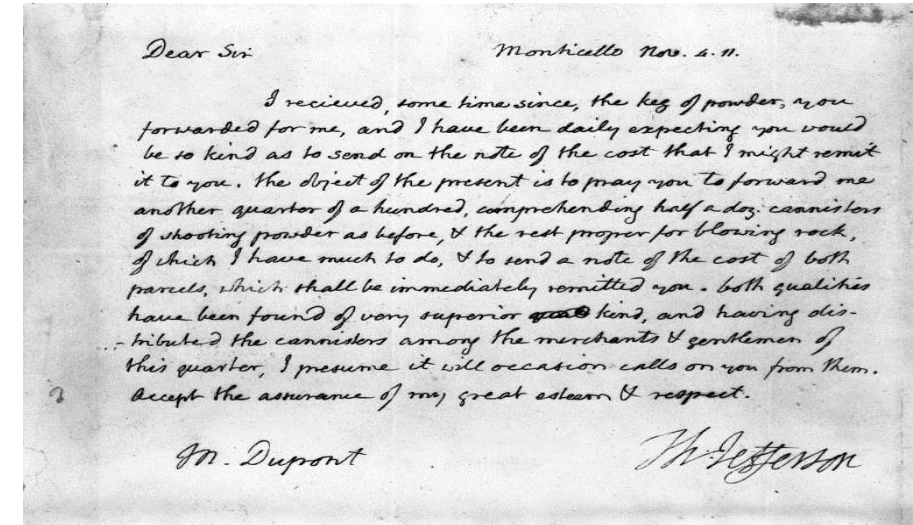 Dear Sir Monticello Nov. 4. 11.
I recieved, some time since, the keg of powder, you
forwarded for me, and I have been daily expecting you would
be so kind as to send on the note of the cost that I might remit
it to you. the object of the present is to pray you to forward me
another quarter of a hundred, comprehending half a doz. cannisters
of shooting powder as before, & the rest proper for blowing rock,
of which I have much to do, & to send a note of the cost of both
parcels, which shall be immediately remitted you. both qualities
have been found of very superior kind, and having dis-
-tributed the cannisters among the merchants & gentlemen of
this quarter, I presume it will occasion calls on you from them.
Accept the assurance of my great esteem & respect.
M. Dupont Th: Jefferson